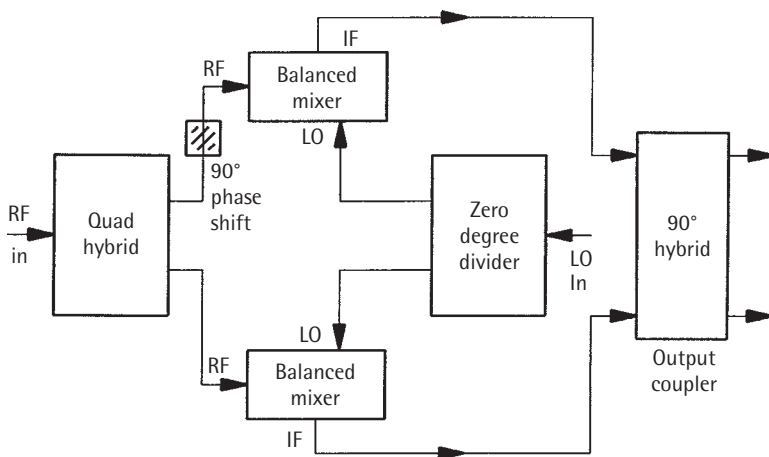 IF
RF
Balanced
mixer
LO
90°
phase
shift
RF
in
Quad
hybrid
Zero
degree
divider
LO
In
90°
hybrid
Output
coupler
LO
RF
Balanced
mixer
IF